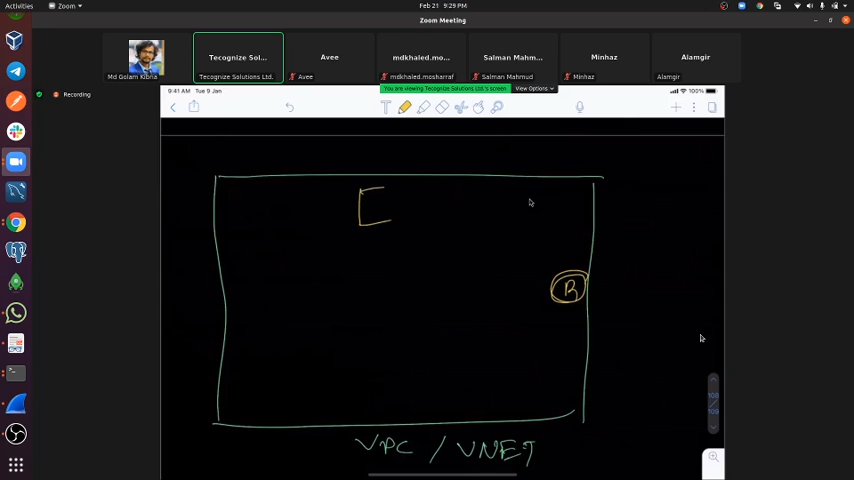 Activities
Zoom
Feb 21 9:29 PM
Zoom Meeting
Tecognize Sol...
Avee
mdkhaled.mo...
Salman Mahm...
Minhaz
Alamgir
Md Golam Kibria
Tecognize Solutions Ltd.
Avee
mdkhaled.mosharraf
Salman Mahmud
Minhaz
Alamgir
Recording
9:41 AM Tue 9 Jan
You are viewing Tecognize Solutions Ltd.'s screen
View Options
100%
T
R
108
109
VPC / VNET